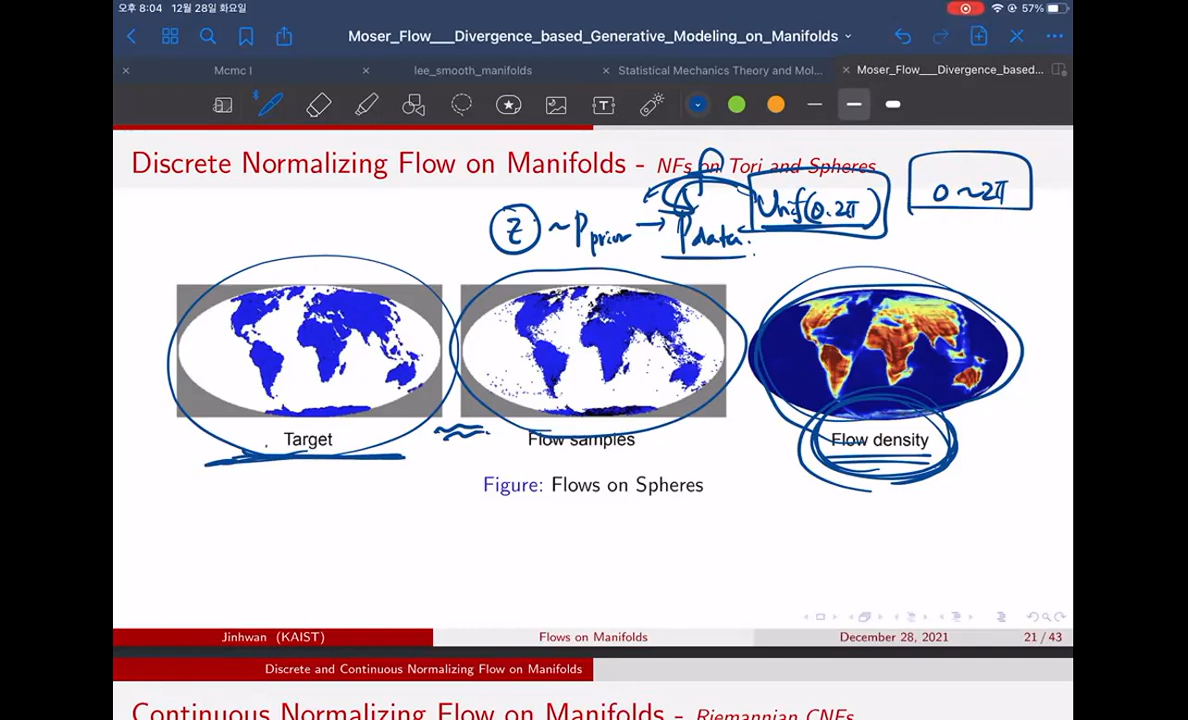 오후 8:04 12월 28일 화요일
57%
Moser_Flow___Divergence_based_Generative_Modeling_on_Manifolds
Mcmc I
lee_smooth_manifolds
Statistical Mechanics Theory and Mol...
Moser_Flow___Divergence_based...
Discrete Normalizing Flow on Manifolds - NFs on Tori and Spheres
z ~ Pprior → Pdata. Unif(0.2π) 0 ~ 2π
Target
Flow samples
Flow density
Figure: Flows on Spheres
Jinhwan (KAIST)
Flows on Manifolds
December 28, 2021
21 / 43
Discrete and Continuous Normalizing Flow on Manifolds
Continuous Normalizing Flow on Manifolds - Riemannian CNFs